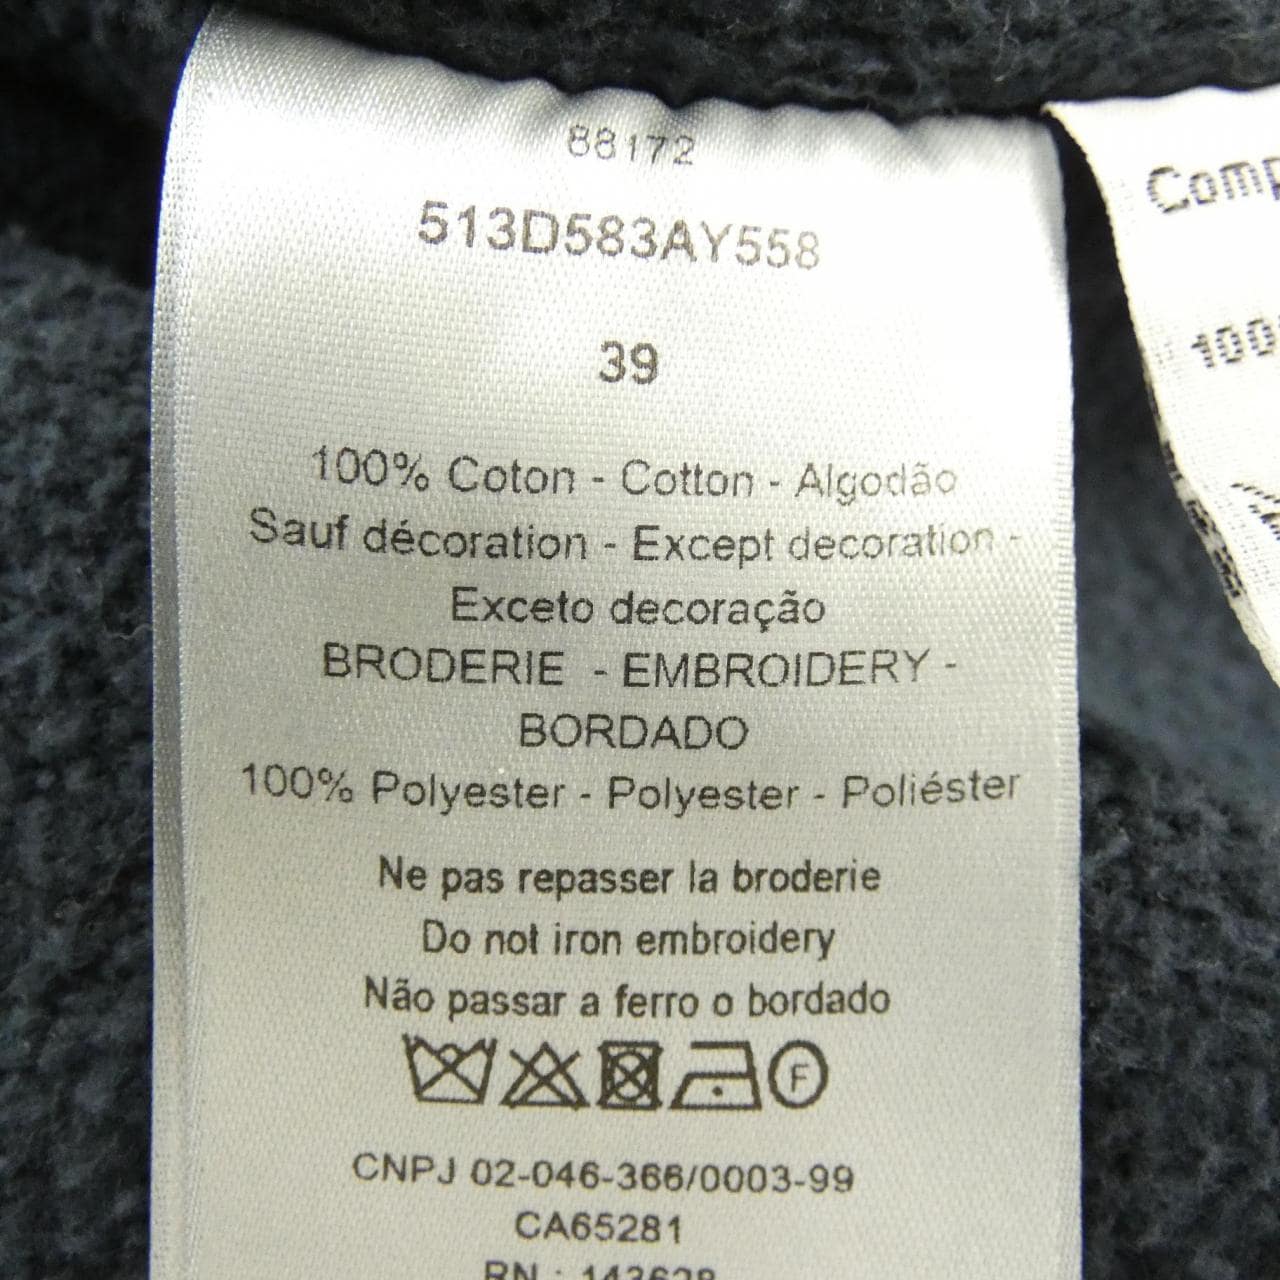 88172
513D583AY558
39
100% Coton - Cotton - Algodão
Sauf décoration - Except decoration -
Exceto decoração
BRODERIE - EMBROIDERY -
BORDADO
100% Polyester - Polyester - Poliéster
Ne pas repasser la broderie
Do not iron embroidery
Não passar a ferro o bordado
F
CNPJ 02-046-366/0003-99
CA65281
RN : 143628
Comp
100